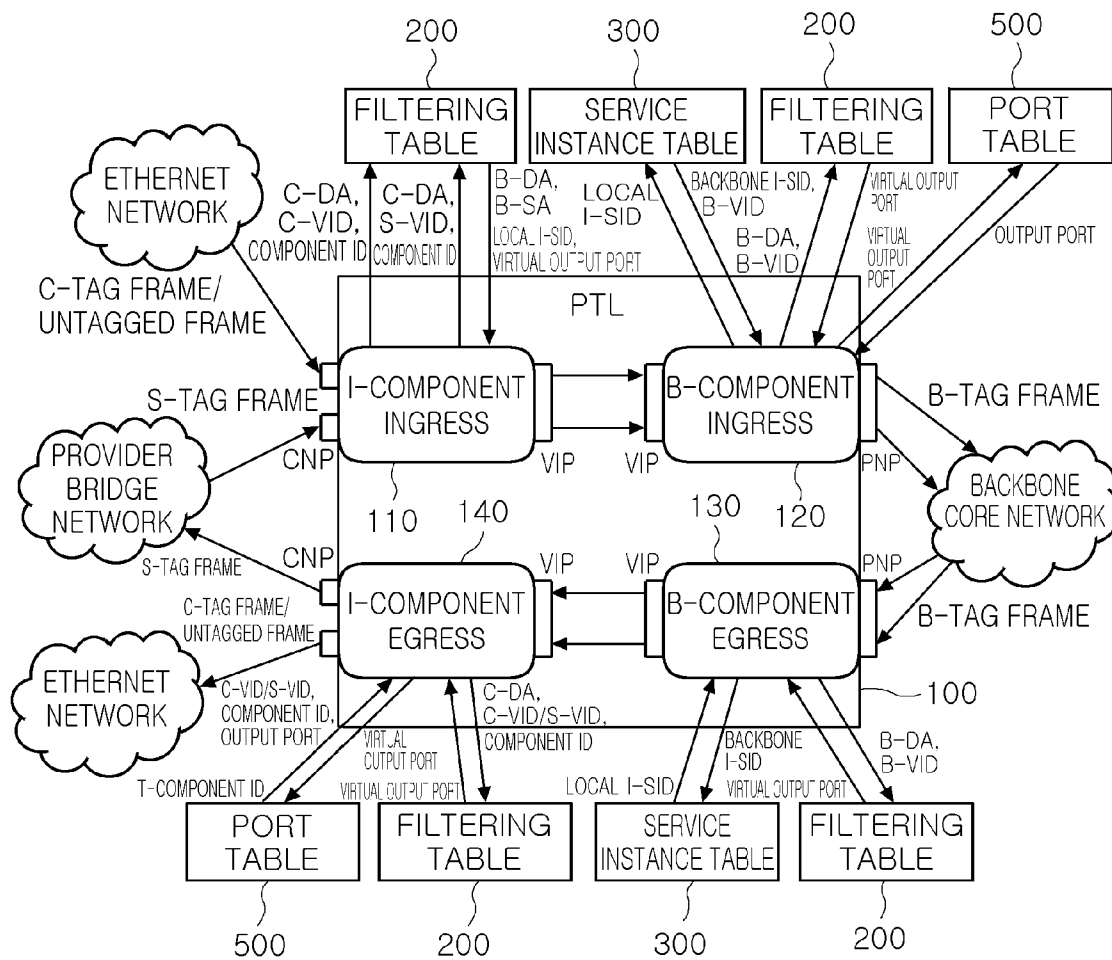 200
300
200
500
FILTERING
TABLE
SERVICE
INSTANCE TABLE
FILTERING
TABLE
PORT
TABLE
ETHERNET
NETWORK
C-DA,
C-VID,
COMPONENT ID
C-DA,
S-VID,
COMPONENT ID
B-DA,
B-SA
LOCAL I-SID,
VIRTUAL OUTPUT PORT
LOCAL
I-SID
BACKBONE I-SID,
B-VID
B-DA,
B-VID
VIRTUAL OUTPUT
PORT
VIRTUAL
OUTPUT
PORT
OUTPUT PORT
C-TAG FRAME/
UNTAGGED FRAME
PTL
S-TAG FRAME
I-COMPONENT
INGRESS
B-COMPONENT
INGRESS
B-TAG FRAME
PROVIDER
BRIDGE
NETWORK
CNP
VIP
VIP
PNP
BACKBONE
CORE NETWORK
110
140
130
120
S-TAG FRAME
CNP
VIP
VIP
PNP
C-TAG FRAME/
UNTAGGED FRAME
I-COMPONENT
EGRESS
B-COMPONENT
EGRESS
B-TAG FRAME
ETHERNET
NETWORK
C-VID/S-VID,
COMPONENT ID,
OUTPUT PORT
C-DA,
C-VID/S-VID,
COMPONENT ID
100
VIRTUAL
OUTPUT PORT
BACKBONE
I-SID
B-DA,
B-VID
T-COMPONENT ID
VIRTUAL OUTPUT PORT
LOCAL I-SID
VIRTUAL OUTPUT PORT
PORT
TABLE
FILTERING
TABLE
SERVICE
INSTANCE TABLE
FILTERING
TABLE
500
200
300
200